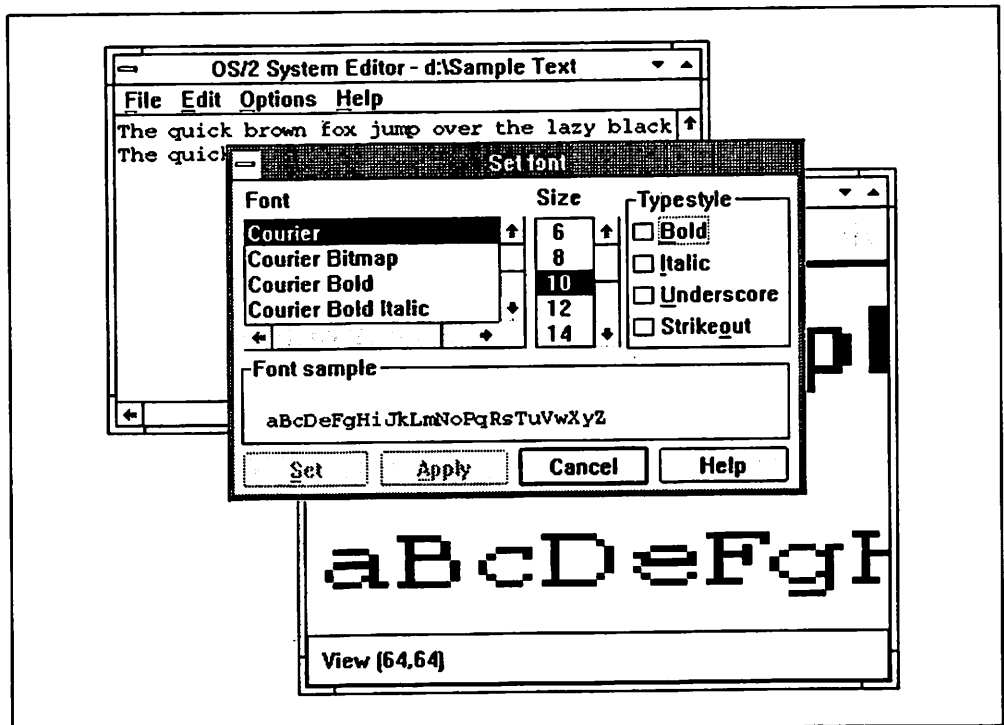 OS/2 System Editor - d:\Sample Text
File Edit Options Help
The quick brown fox jump over the lazy black
The quick
Set font
Font
Courier
Courier Bitmap
Courier Bold
Courier Bold Italic
Size
6
8
10
12
14
Typestyle
Bold
Italic
Underscore
Strikeout
Font sample
aBcDeFgHiJkLmNoPqRsTuVwXyZ
Set Apply Cancel Help
p
aBcDeFgH
View (64,64)